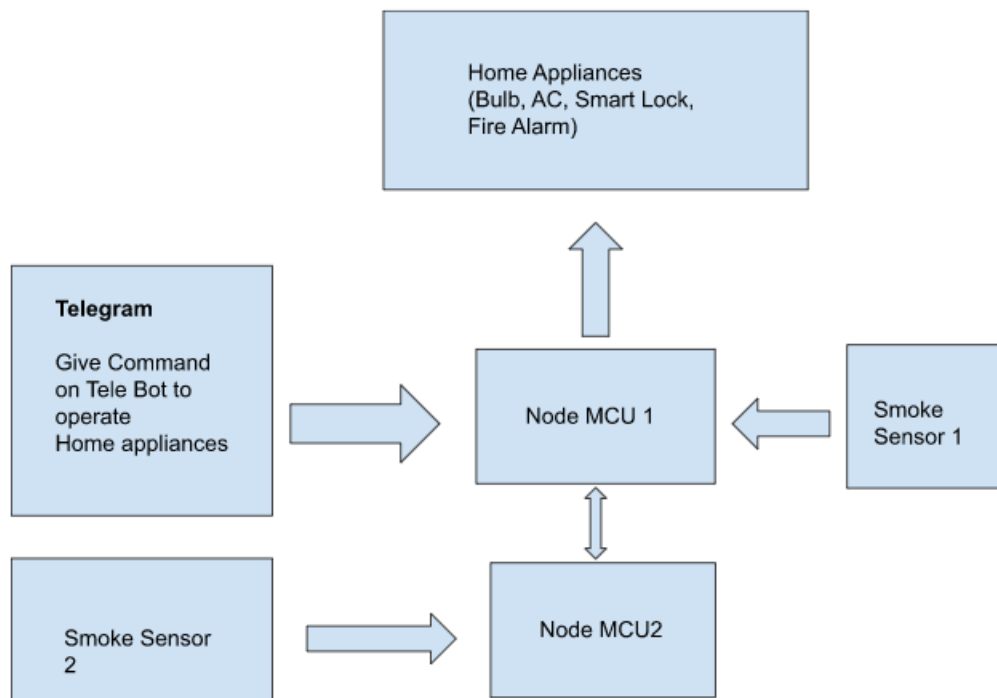 Home Appliances
(Bulb, AC, Smart Lock,
Fire Alarm)
Telegram
Give Command
on Tele Bot to
operate
Home appliances
Node MCU 1
Smoke
Sensor 1
Smoke Sensor
2
Node MCU2